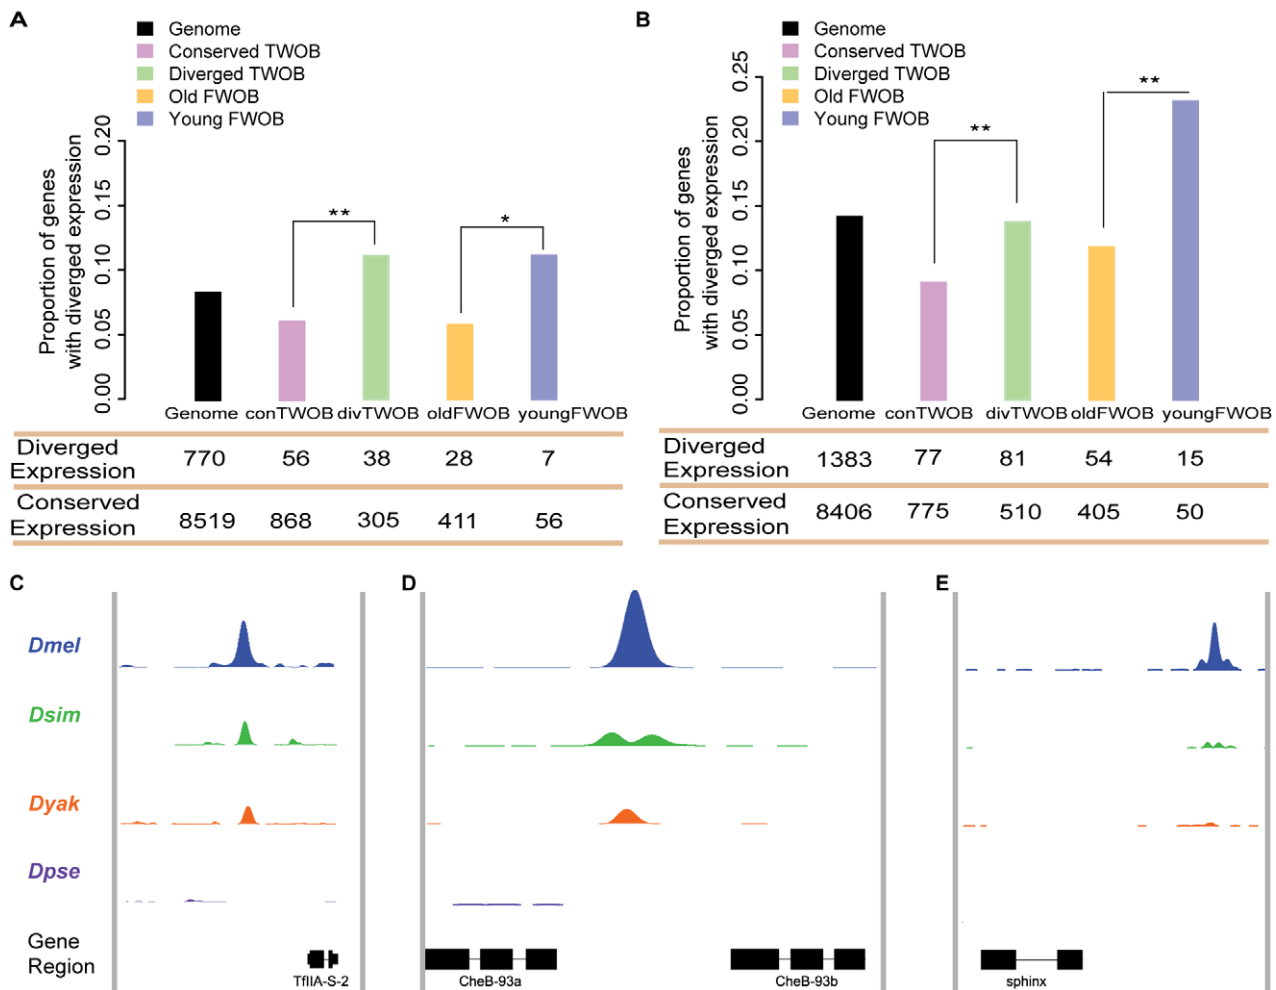 A
Genome
Conserved TWOB
Diverged TWOB
Old FWOB
Young FWOB
Proportion of genes
with diverged expression
0.20
0.15
0.10
0.05
0.00
**
*
Genome conTWOB divTWOB oldFWOB youngFWOB
Diverged
Expression 770 56 38 28 7
Conserved
Expression 8519 868 305 411 56
B
Genome
Conserved TWOB
Diverged TWOB
Old FWOB
Young FWOB
Proportion of genes
with diverged expression
0.25
0.20
0.15
0.10
0.05
0.00
**
**
Genome conTWOB divTWOB oldFWOB youngFWOB
Diverged
Expression 1383 77 81 54 15
Conserved
Expression 8406 775 510 405 50
C
D
E
Dmel
Dsim
Dyak
Dpse
Gene
Region
TfIIA-S-2
CheB-93a
CheB-93b
sphinx